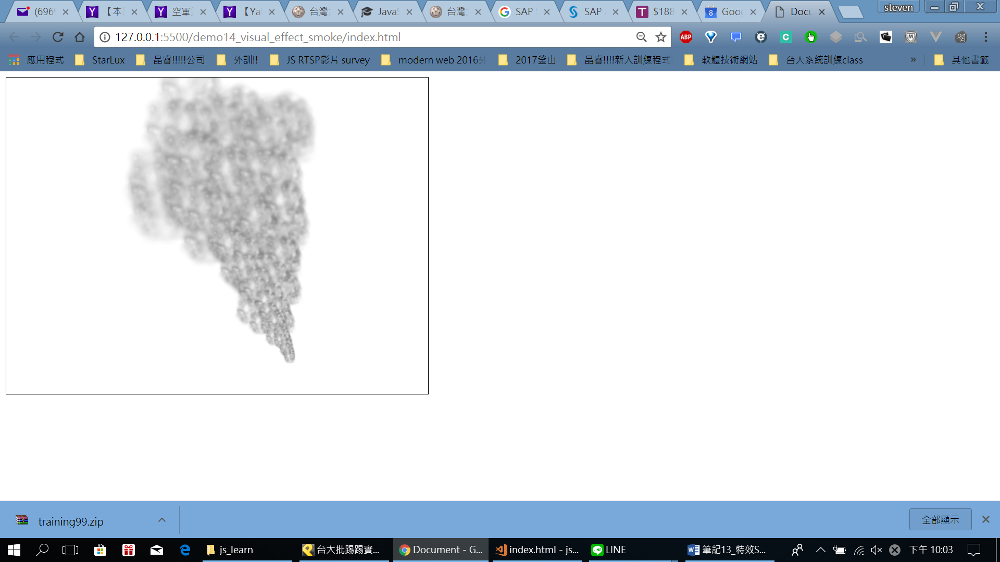 (696
【本
空軍
【Ya
台灣
JavaS
台灣
SAP
SAP
$188
Goog
Docu
steven
127.0.0.1:5500/demo14_visual_effect_smoke/index.html
ABP
應用程式
StarLux
晶睿!!!!!公司
外訓!!
JS RTSP影片 survey
modern web 2016外
2017釜山
晶睿!!!!新人訓練程式
軟體技術網站
台大系統訓練class
»
其他書籤
training99.zip
全部顯示
js_learn
台大批踢踢實...
Document - G...
index.html - js...
LINE
筆記13_特效S...
下午 10:03